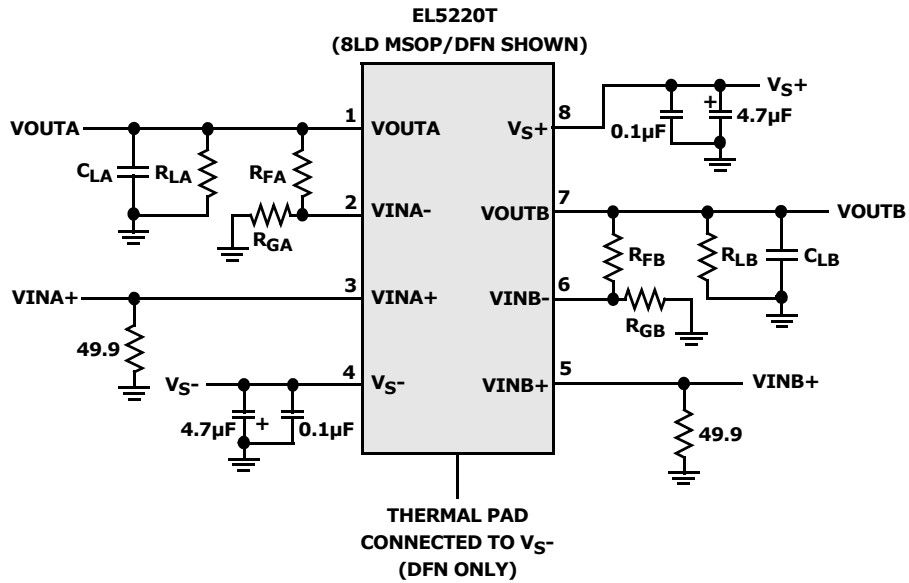 EL5220T
(8LD MSOP/DFN SHOWN)
VOUTA
1
VOUTA
CLA
RLA
RFA
2
VINA-
RGA
VINA+
3
VINA+
49.9
VS-
4
VS-
4.7µF
+
0.1µF
8
VS+
VS+
0.1µF
+
4.7µF
7
VOUTB
VOUTB
RFB
RLB
CLB
6
VINB-
RGB
5
VINB+
VINB+
49.9
THERMAL PAD
CONNECTED TO VS-
(DFN ONLY)